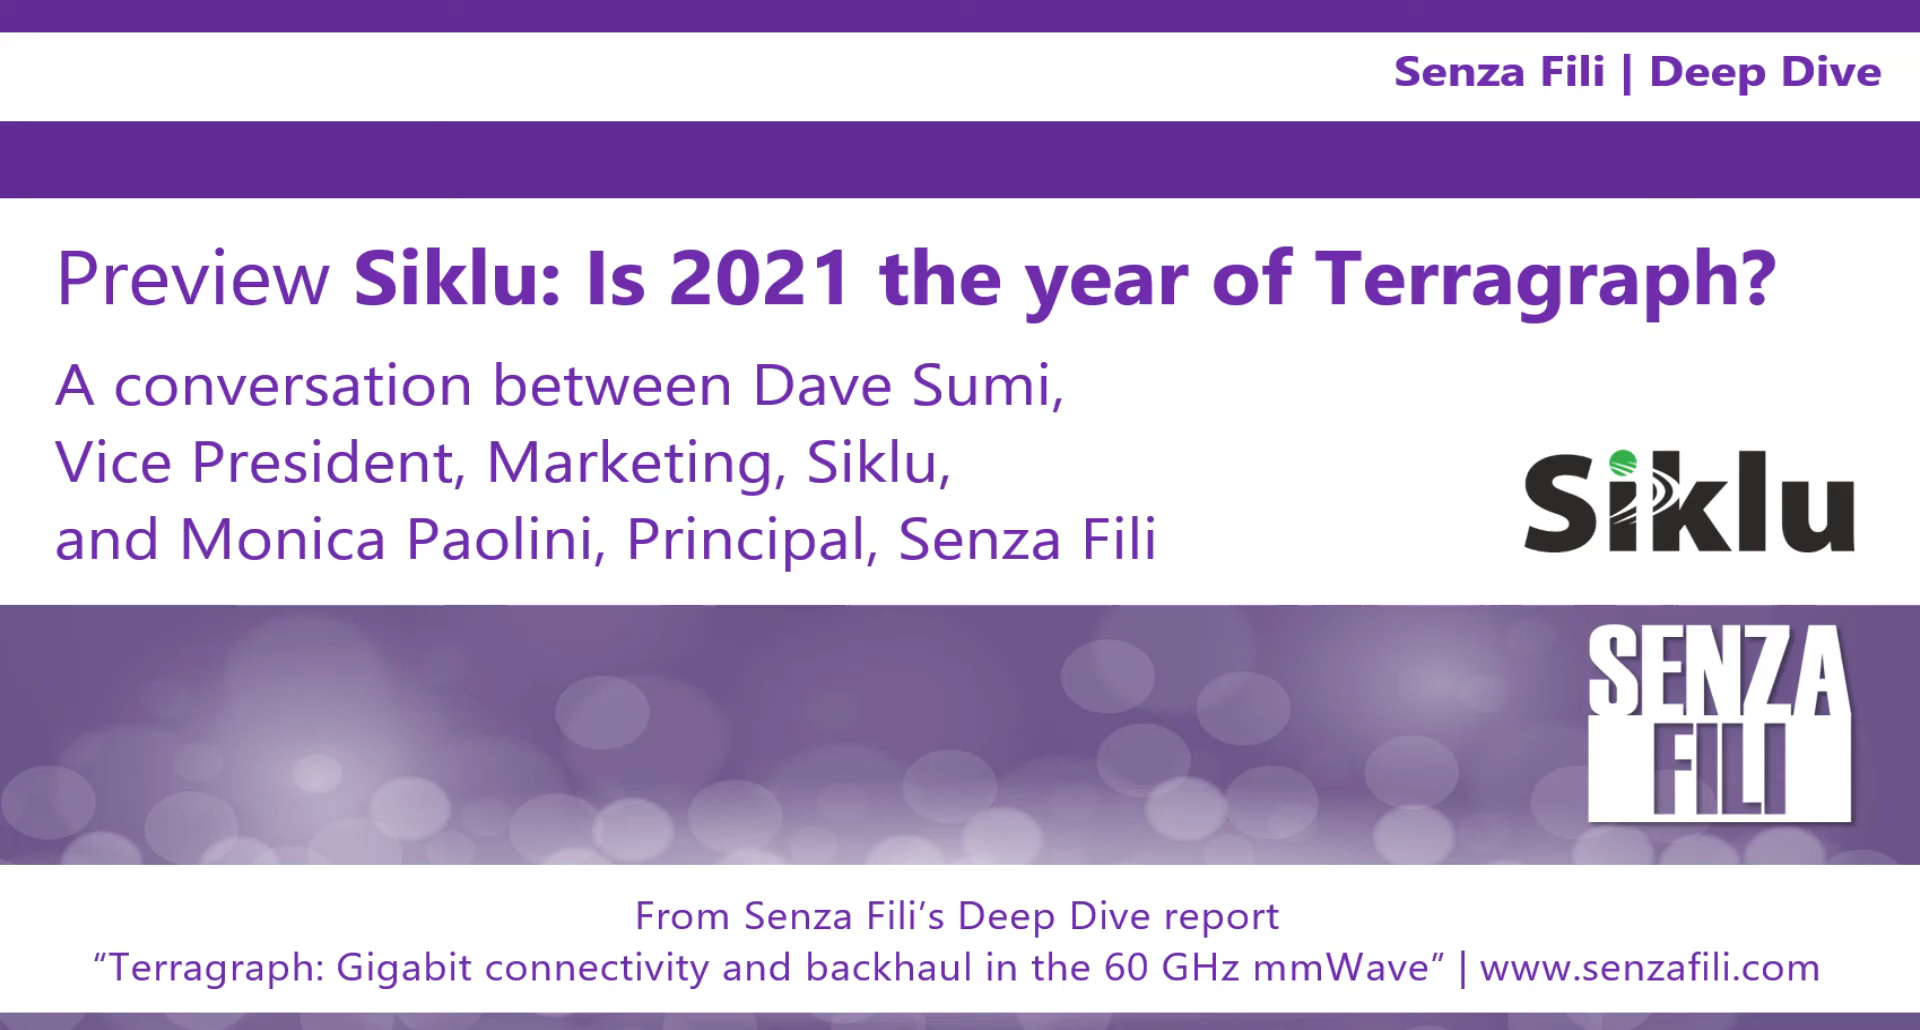 Senza Fili | Deep Dive
Preview Siklu: Is 2021 the year of Terragraph?
A conversation between Dave Sumi,
Vice President, Marketing, Siklu,
and Monica Paolini, Principal, Senza Fili
Siklu
SENZA
FILI
From Senza Fili’s Deep Dive report
“Terragraph: Gigabit connectivity and backhaul in the 60 GHz mmWave” | www.senzafili.com